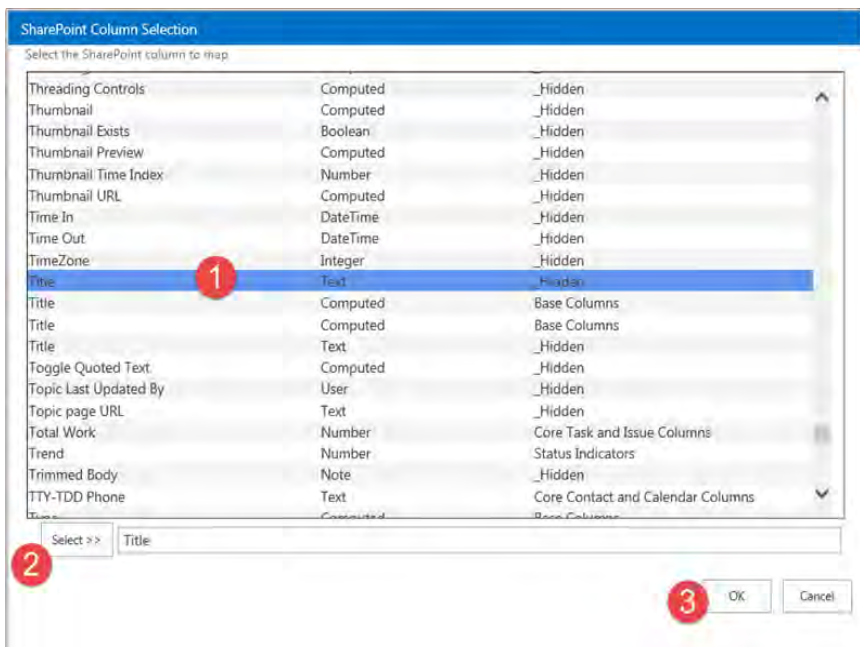 SharePoint Column Selection
Select the SharePoint column to map
Threading Controls Computed _Hidden
Thumbnail Computed _Hidden
Thumbnail Exists Boolean _Hidden
Thumbnail Preview Computed _Hidden
Thumbnail Time Index Number _Hidden
Thumbnail URL Computed _Hidden
Time In DateTime _Hidden
Time Out DateTime _Hidden
TimeZone Integer _Hidden
1
Title Text _Hidden
Title Computed Base Columns
Title Computed Base Columns
Title Text _Hidden
Toggle Quoted Text Computed _Hidden
Topic Last Updated By User _Hidden
Topic page URL Text _Hidden
Total Work Number Core Task and Issue Columns
Trend Number Status Indicators
Trimmed Body Note _Hidden
TTY-TDD Phone Text Core Contact and Calendar Columns
Type Computed Base Columns
Select >> Title
2
3 OK Cancel